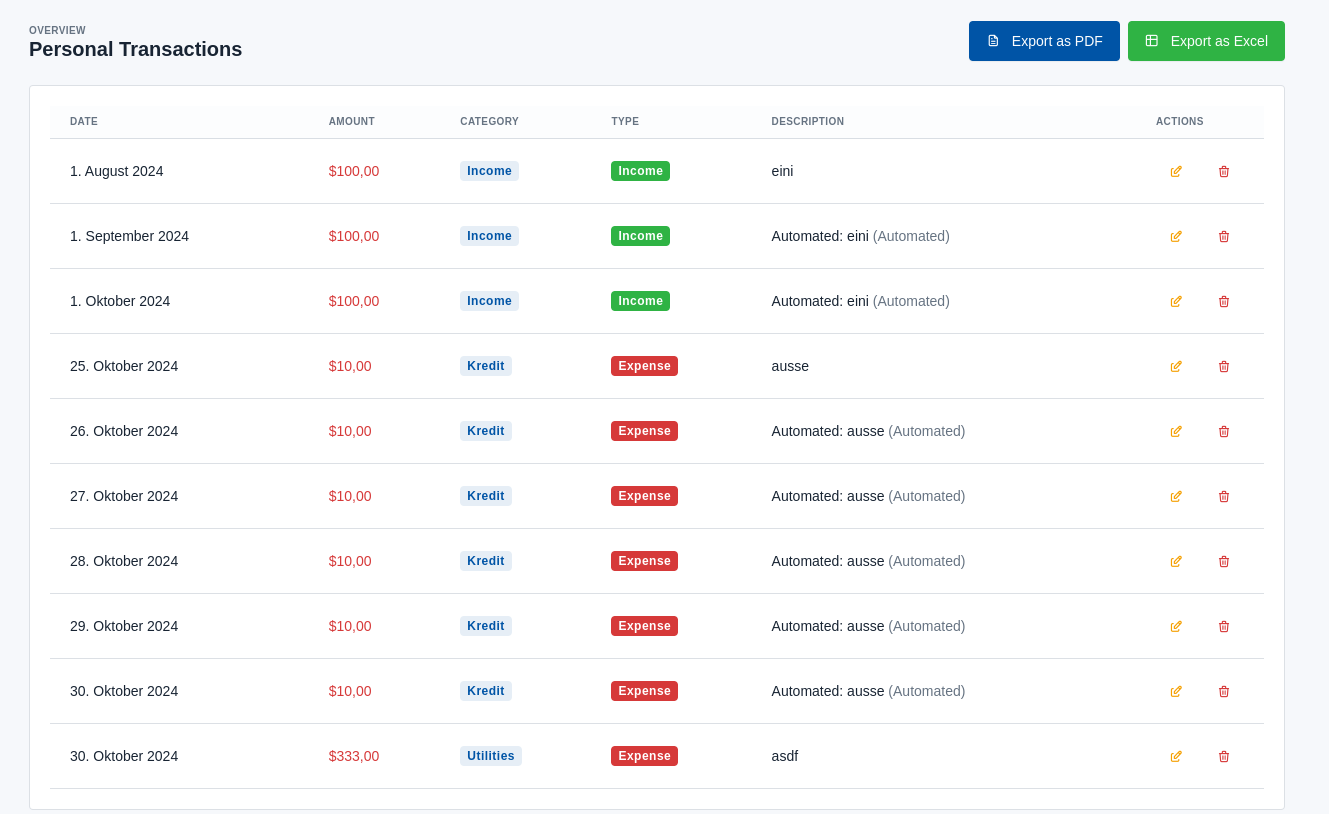 OVERVIEW
Personal Transactions
Export as PDF
Export as Excel
DATE AMOUNT CATEGORY TYPE DESCRIPTION ACTIONS
1. August 2024 $100,00 Income Income eini
1. September 2024 $100,00 Income Income Automated: eini (Automated)
1. Oktober 2024 $100,00 Income Income Automated: eini (Automated)
25. Oktober 2024 $10,00 Kredit Expense ausse
26. Oktober 2024 $10,00 Kredit Expense Automated: ausse (Automated)
27. Oktober 2024 $10,00 Kredit Expense Automated: ausse (Automated)
28. Oktober 2024 $10,00 Kredit Expense Automated: ausse (Automated)
29. Oktober 2024 $10,00 Kredit Expense Automated: ausse (Automated)
30. Oktober 2024 $10,00 Kredit Expense Automated: ausse (Automated)
30. Oktober 2024 $333,00 Utilities Expense asdf